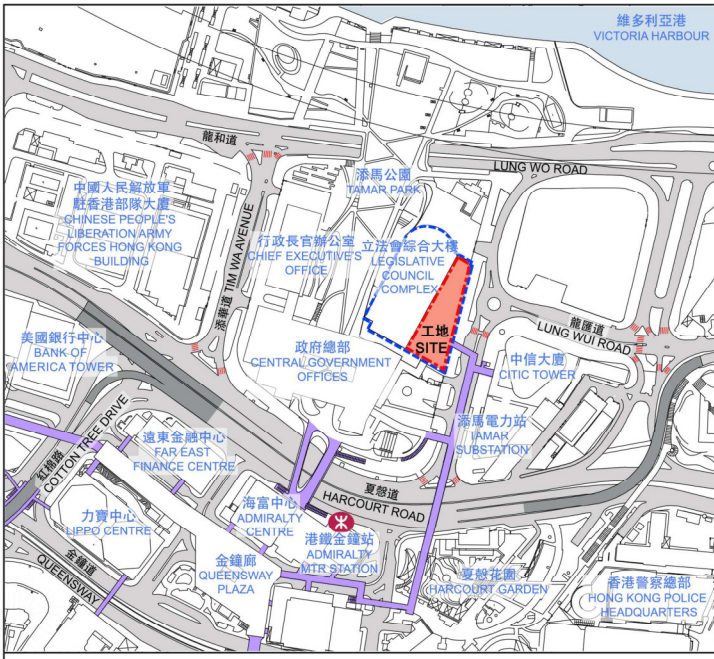 維多利亞港
VICTORIA HARBOUR
龍和道
LUNG WO ROAD
添馬公園
TAMAR PARK
中國人民解放軍
駐香港部隊大廈
CHINESE PEOPLE'S
LIBERATION ARMY
FORCES HONG KONG
BUILDING
添華道 TIM WA AVENUE
行政長官辦公室
CHIEF EXECUTIVE'S
OFFICE
立法會綜合大樓
LEGISLATIVE
COUNCIL
COMPLEX
工地
SITE
龍匯道
LUNG WUI ROAD
美國銀行中心
BANK OF
AMERICA TOWER
政府總部
CENTRAL GOVERNMENT
OFFICES
中信大廈
CITIC TOWER
添馬電力站
TAMAR
SUBSTATION
紅棉路
COTTON TREE DRIVE
遠東金融中心
FAR EAST
FINANCE CENTRE
夏慤道
HARCOURT ROAD
海富中心
ADMIRALTY
CENTRE
力寶中心
LIPPO CENTRE
港鐵金鐘站
ADMIRALTY
MTR STATION
金鐘道
QUEENSWAY
金鐘廊
QUEENSWAY
PLAZA
夏慤花園
HARCOURT GARDEN
香港警察總部
HONG KONG POLICE
HEADQUARTERS